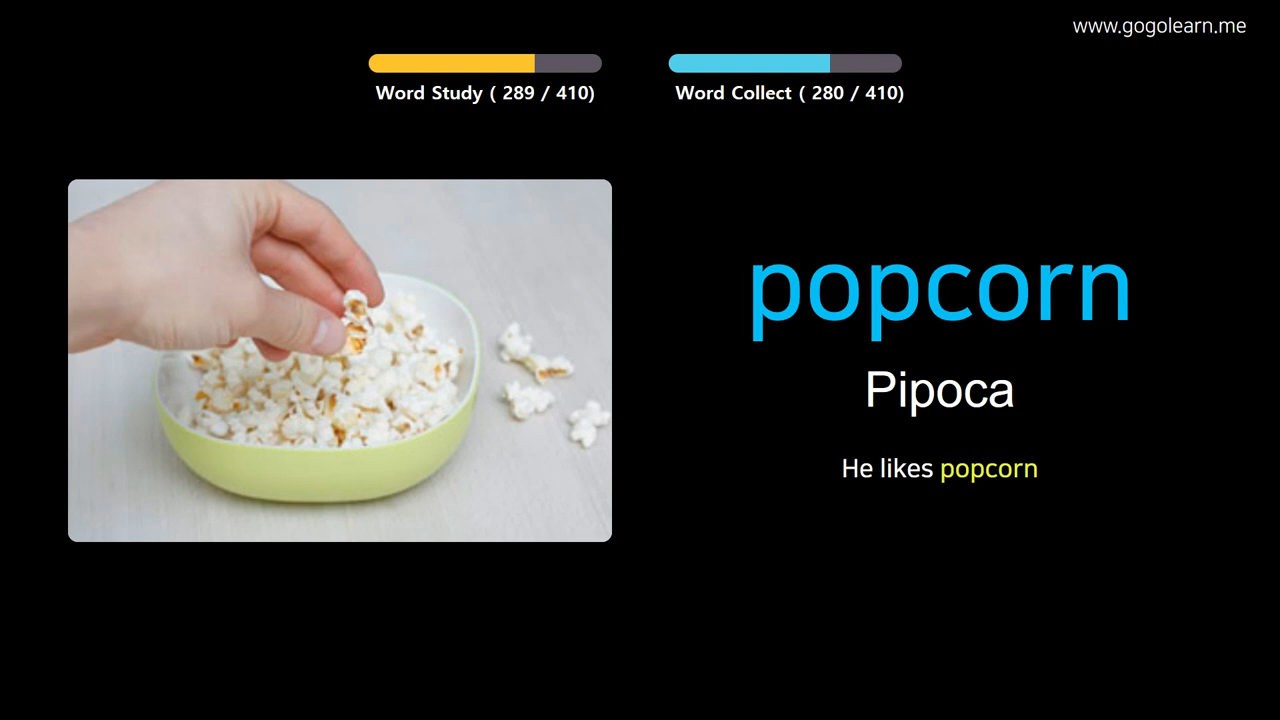 www.gogolearn.me
Word Study ( 289 / 410)
Word Collect ( 280 / 410)
popcorn
Pipoca
He likes popcorn